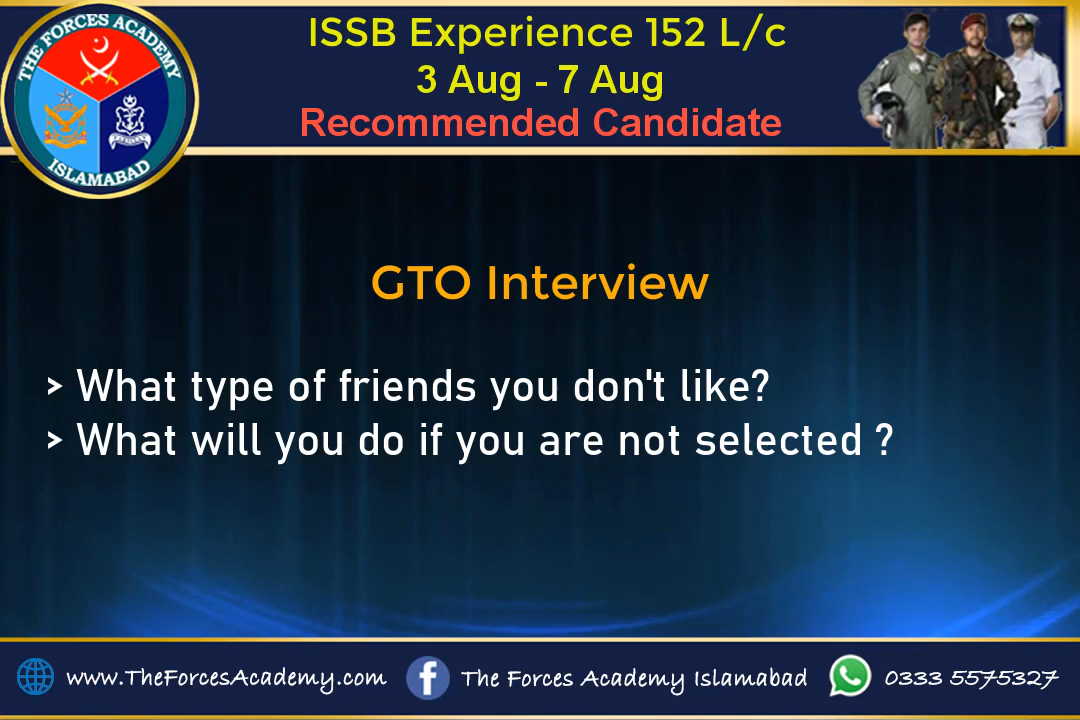 THE FORCES ACADEMY
ISLAMABAD
ISSB Experience 152 L/c
3 Aug - 7 Aug
Recommended Candidate
GTO Interview
> What type of friends you don't like?
> What will you do if you are not selected ?
www.TheForcesAcademy.com
The Forces Academy Islamabad
0333 5575327